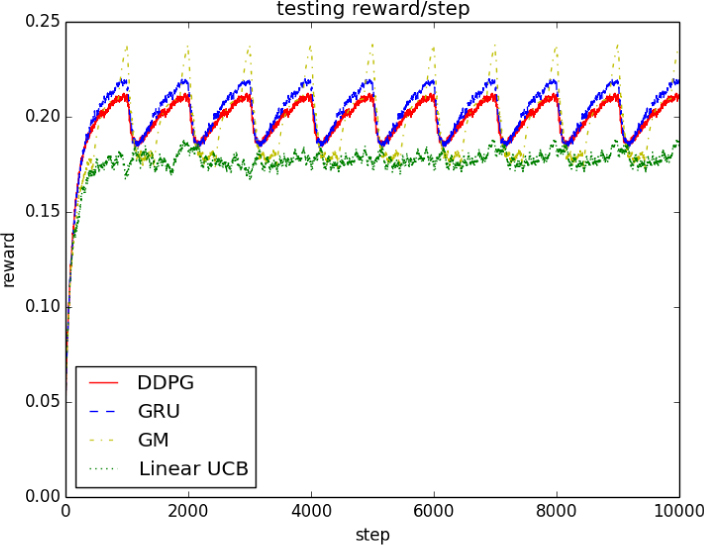 testing reward/step
0.25
0.20
0.15
0.10
0.05
0.00
reward
DDPG
GRU
GM
Linear UCB
0 2000 4000 6000 8000 10000
step